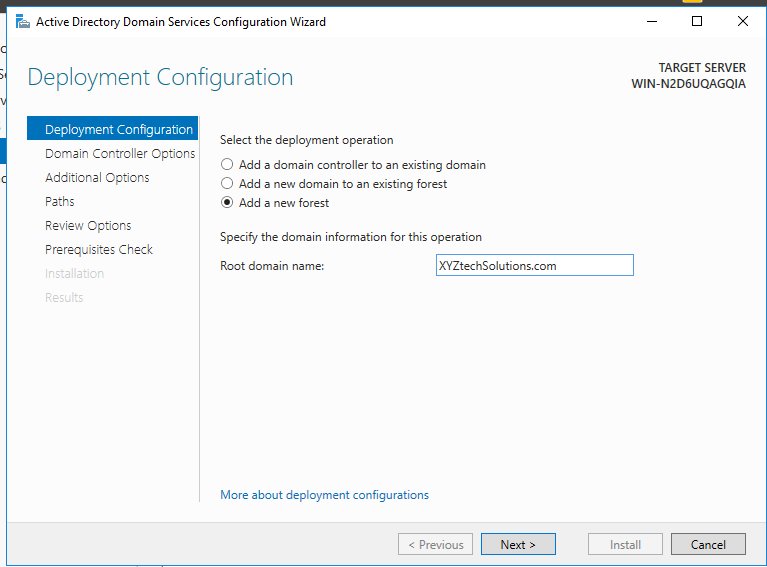 Active Directory Domain Services Configuration Wizard
Deployment Configuration
TARGET SERVER
WIN-N2D6UQAGQIA
Deployment Configuration
Domain Controller Options
Additional Options
Paths
Review Options
Prerequisites Check
Installation
Results
Select the deployment operation
Add a domain controller to an existing domain
Add a new domain to an existing forest
Add a new forest
Specify the domain information for this operation
Root domain name: XYZtechSolutions.com
More about deployment configurations
< Previous Next > Install Cancel